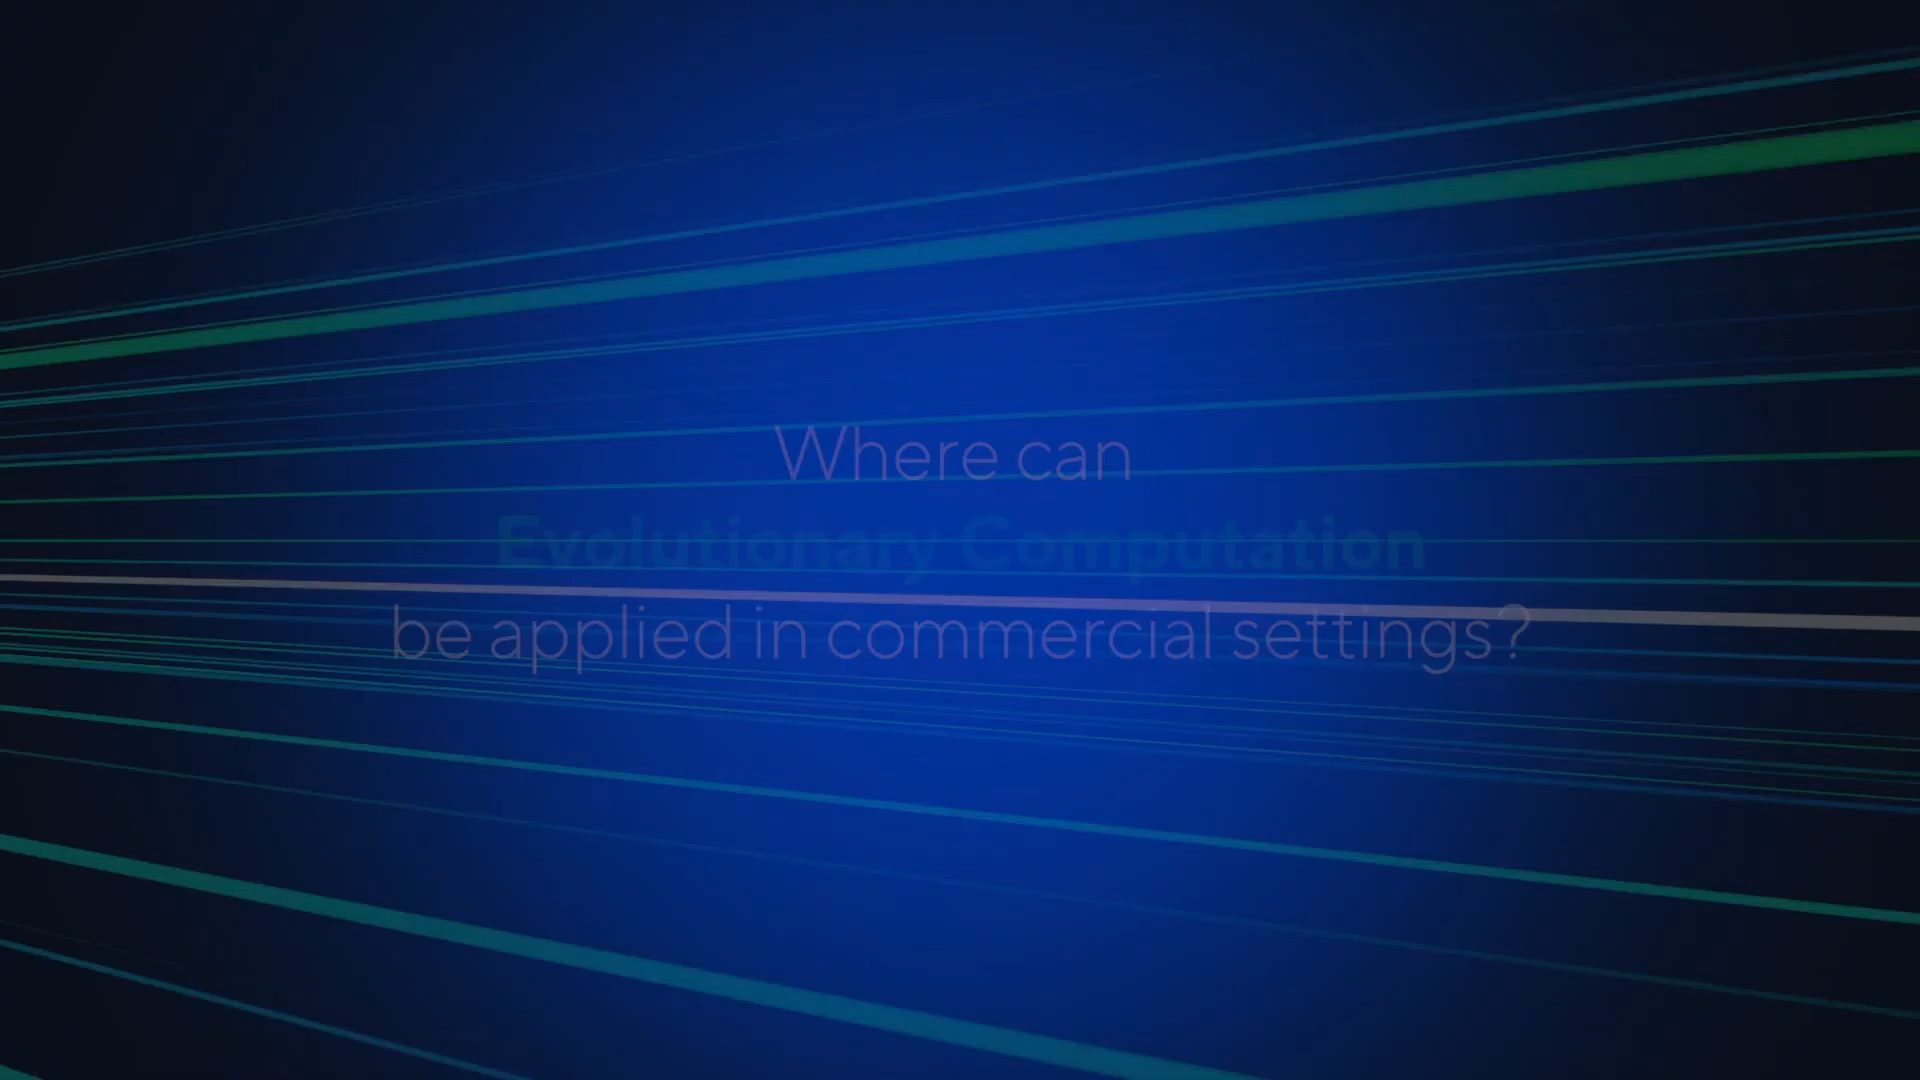 Where can
Evolutionary Computation
be applied in commercial settings?